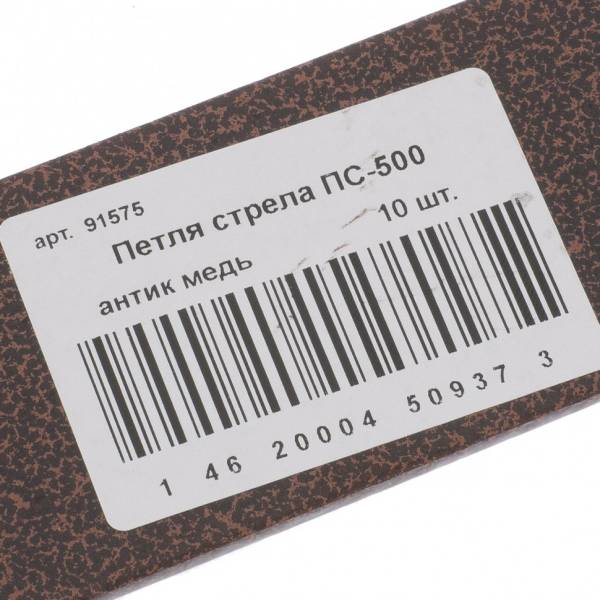 арт. 91575
Петля стрела ПС-500
антик медь 10 шт.
1 46 20004 50937 3